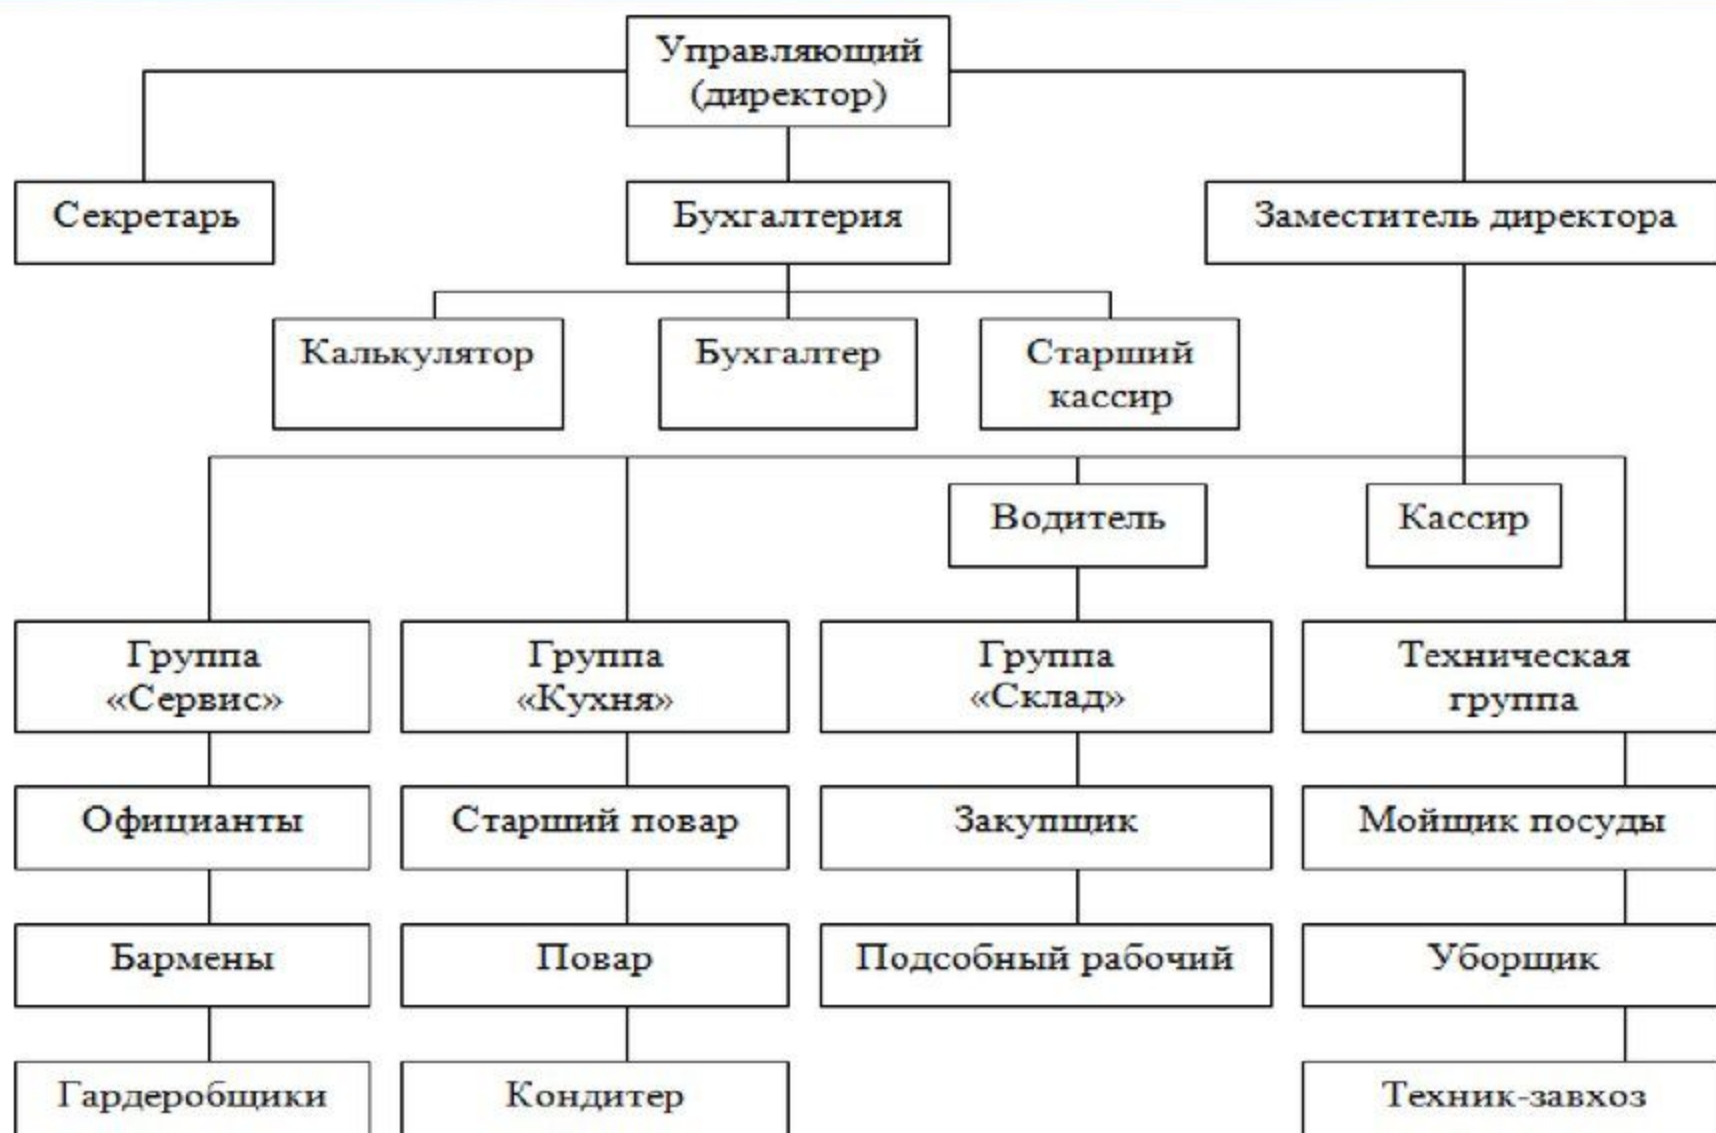 Управляющий
(директор)
Секретарь
Бухгалтерия
Заместитель директора
Калькулятор
Бухгалтер
Старший
кассир
Водитель
Кассир
Группа
«Сервис»
Группа
«Кухня»
Группа
«Склад»
Техническая
группа
Официанты
Старший повар
Закупщик
Мойщик посуды
Бармены
Повар
Подсобный рабочий
Уборщик
Гардеробщики
Кондитер
Техник-завхоз